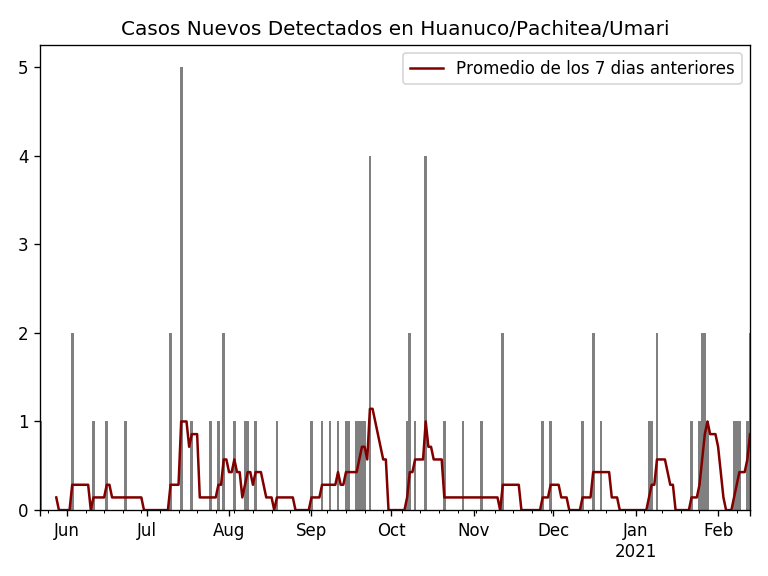 Casos Nuevos Detectados en Huanuco/Pachitea/Umari
Promedio de los 7 dias anteriores
5
4
3
2
1
0
Jun Jul Aug Sep Oct Nov Dec Jan Feb
2021